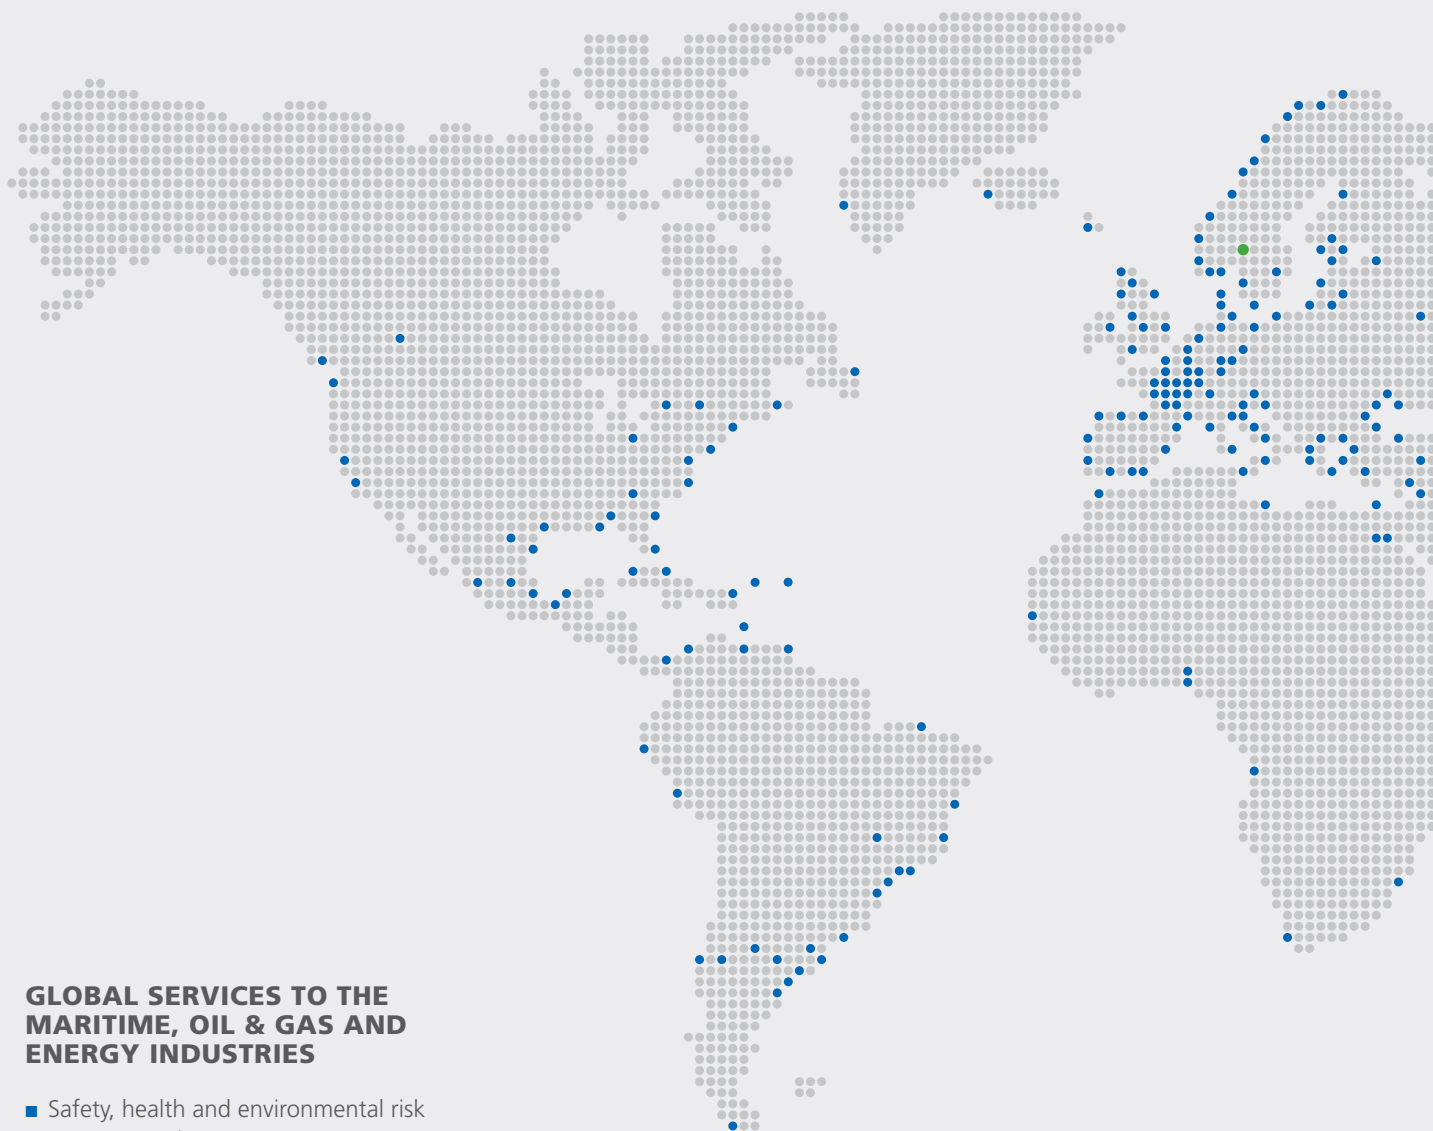 GLOBAL SERVICES TO THE
MARITIME, OIL & GAS AND
ENERGY INDUSTRIES
Safety, health and environmental risk